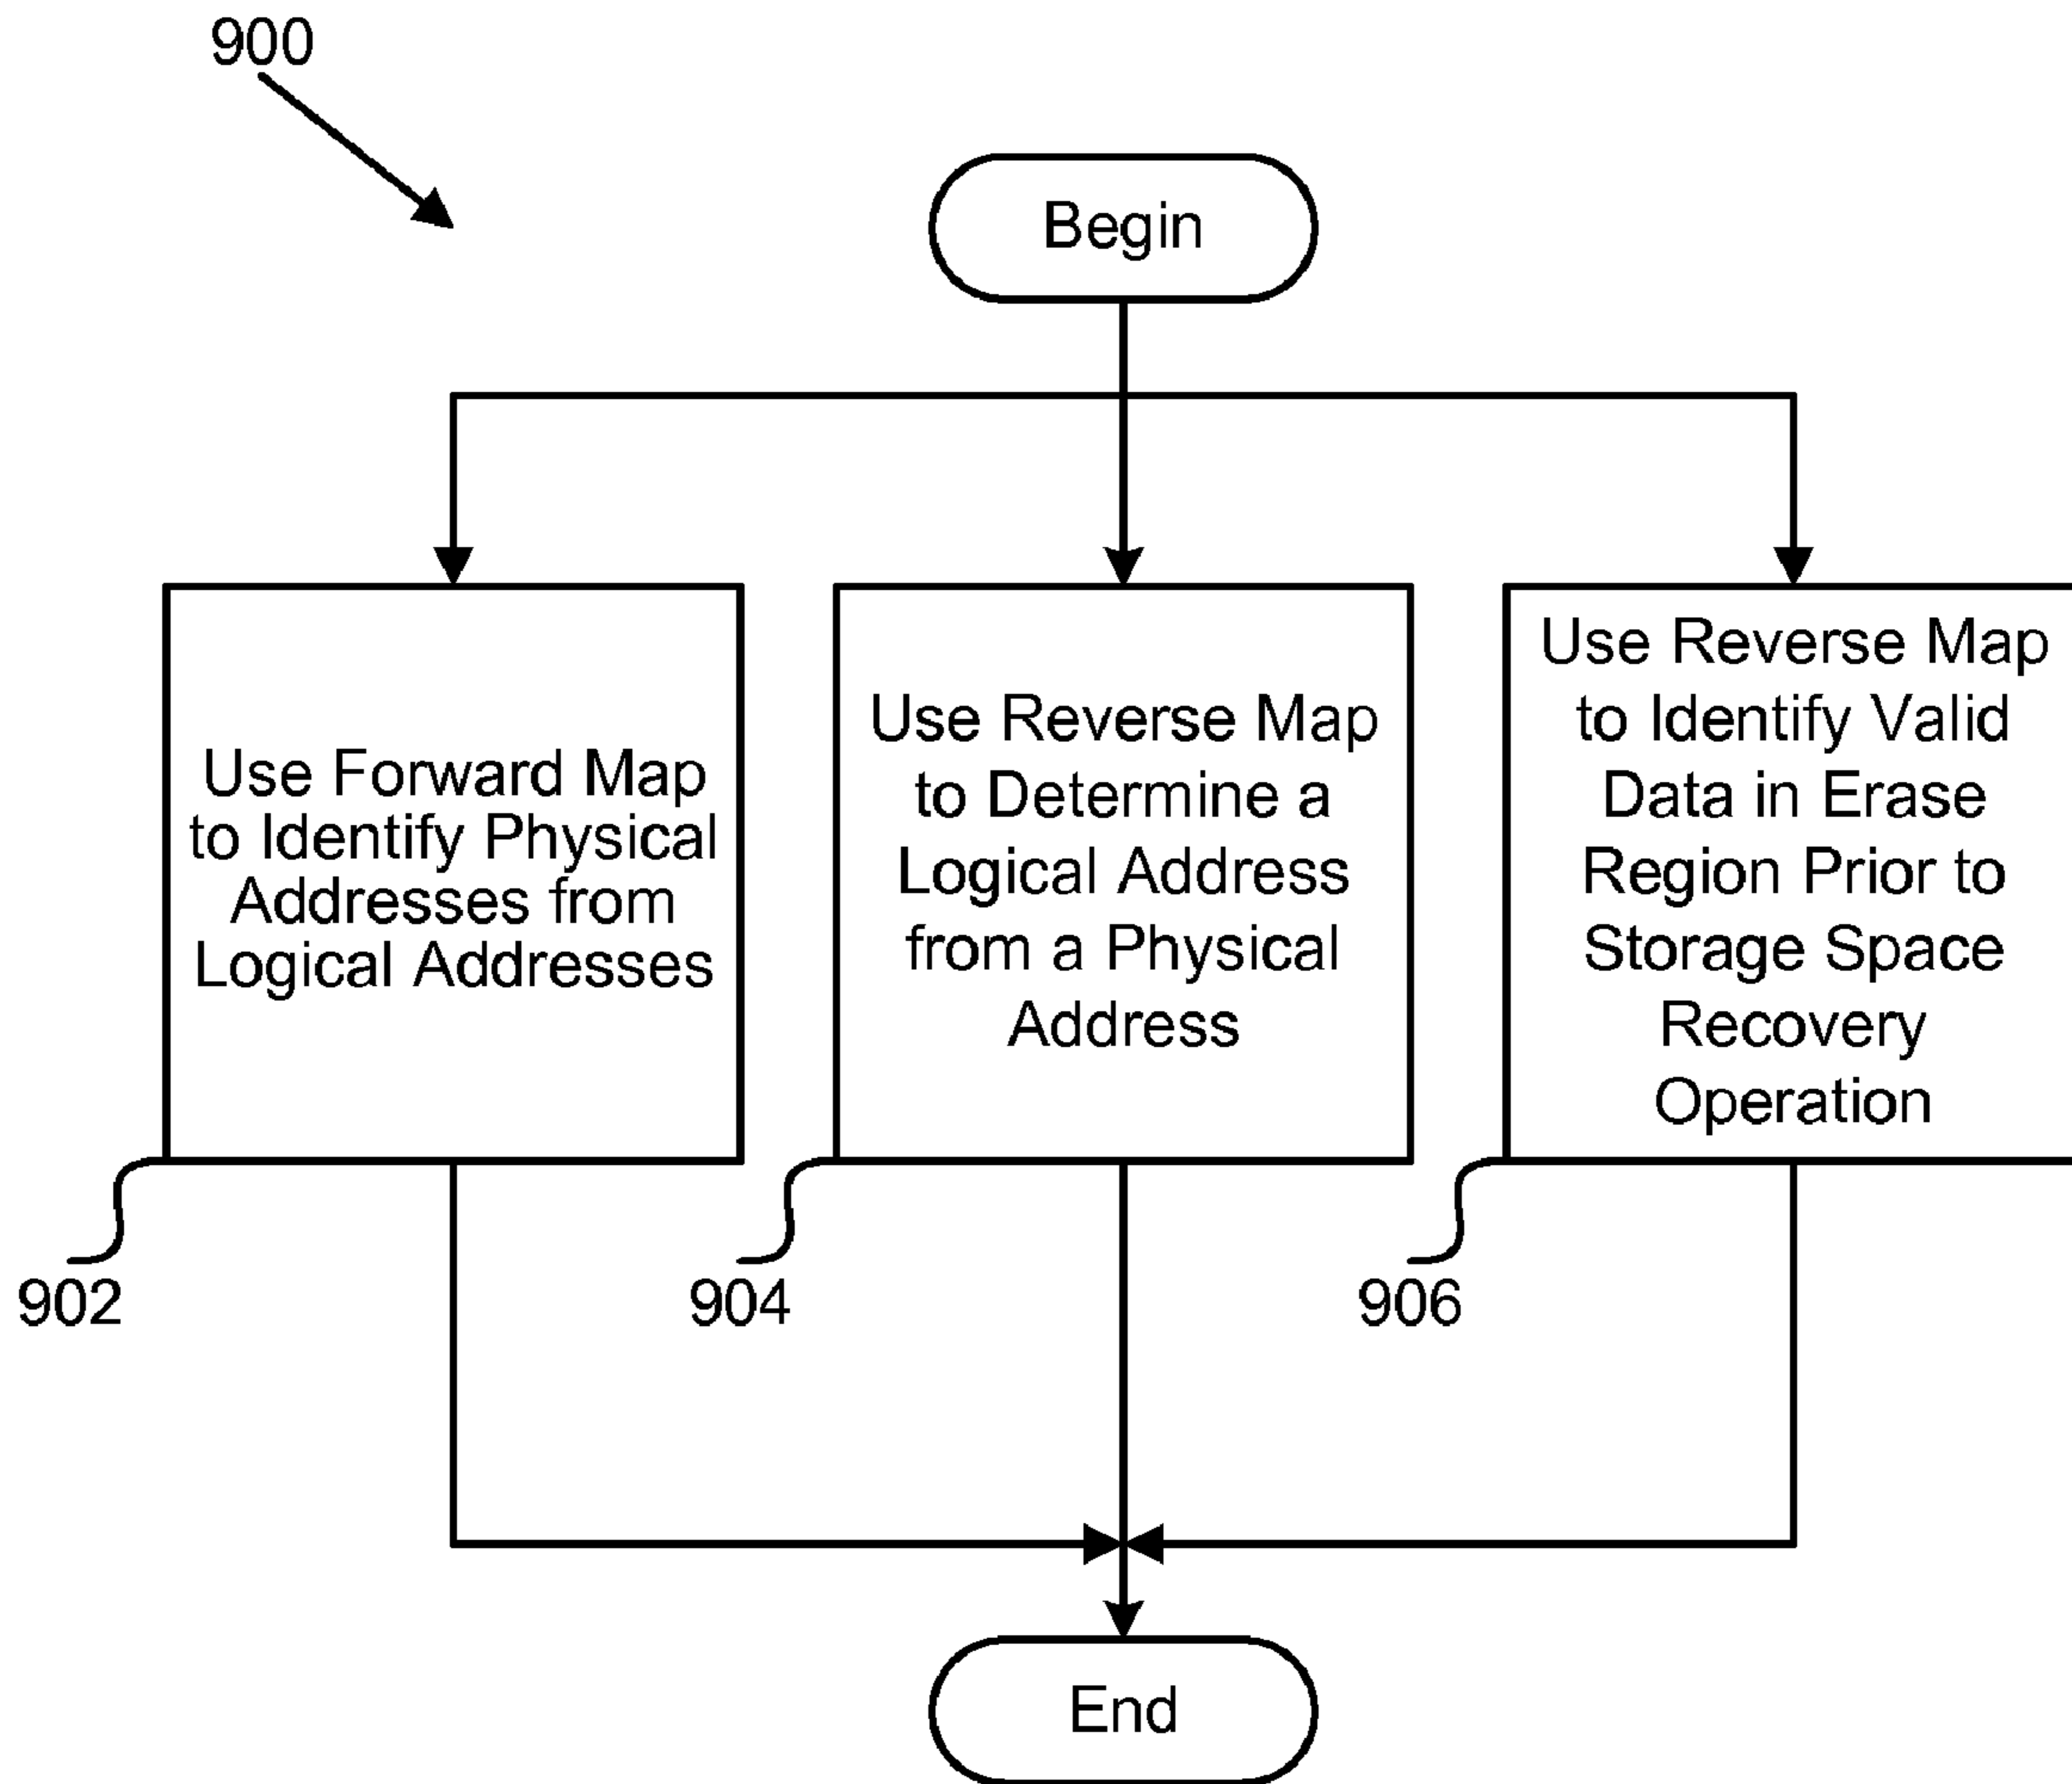 900
Begin
Use Forward Map
to Identify Physical
Addresses from
Logical Addresses
Use Reverse Map
to Determine a
Logical Address
from a Physical
Address
Use Reverse Map
to Identify Valid
Data in Erase
Region Prior to
Storage Space
Recovery
Operation
902
904
906
End